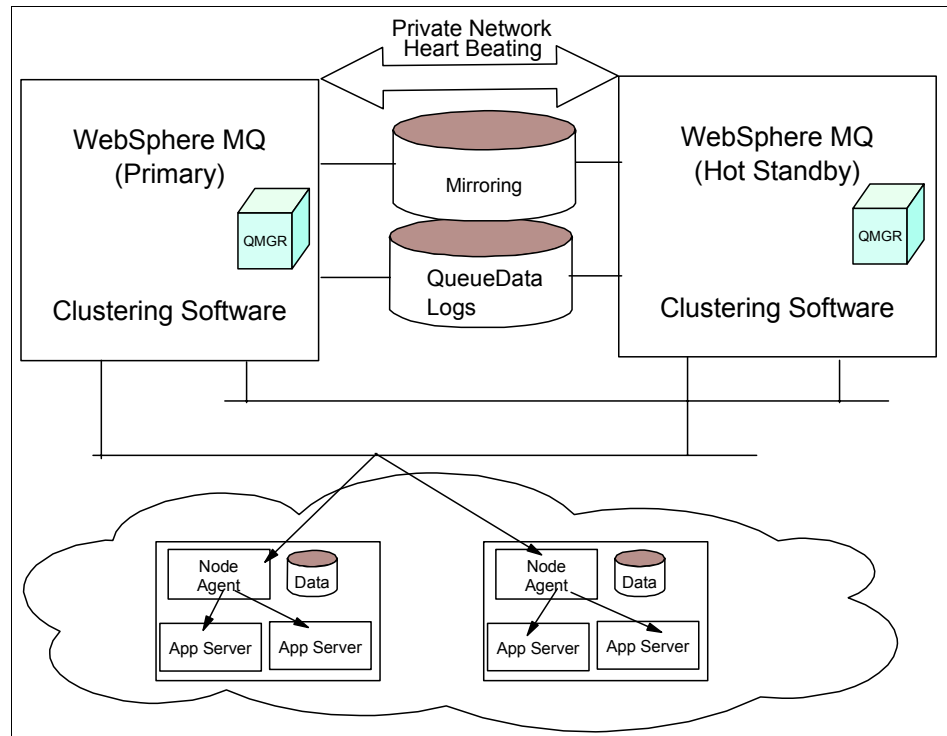 Private Network
Heart Beating
WebSphere MQ
(Primary)
QMGR
Clustering Software
Mirroring
QueueData
Logs
WebSphere MQ
(Hot Standby)
QMGR
Clustering Software
Node
Agent
Data
App Server
App Server
Node
Agent
Data
App Server
App Server